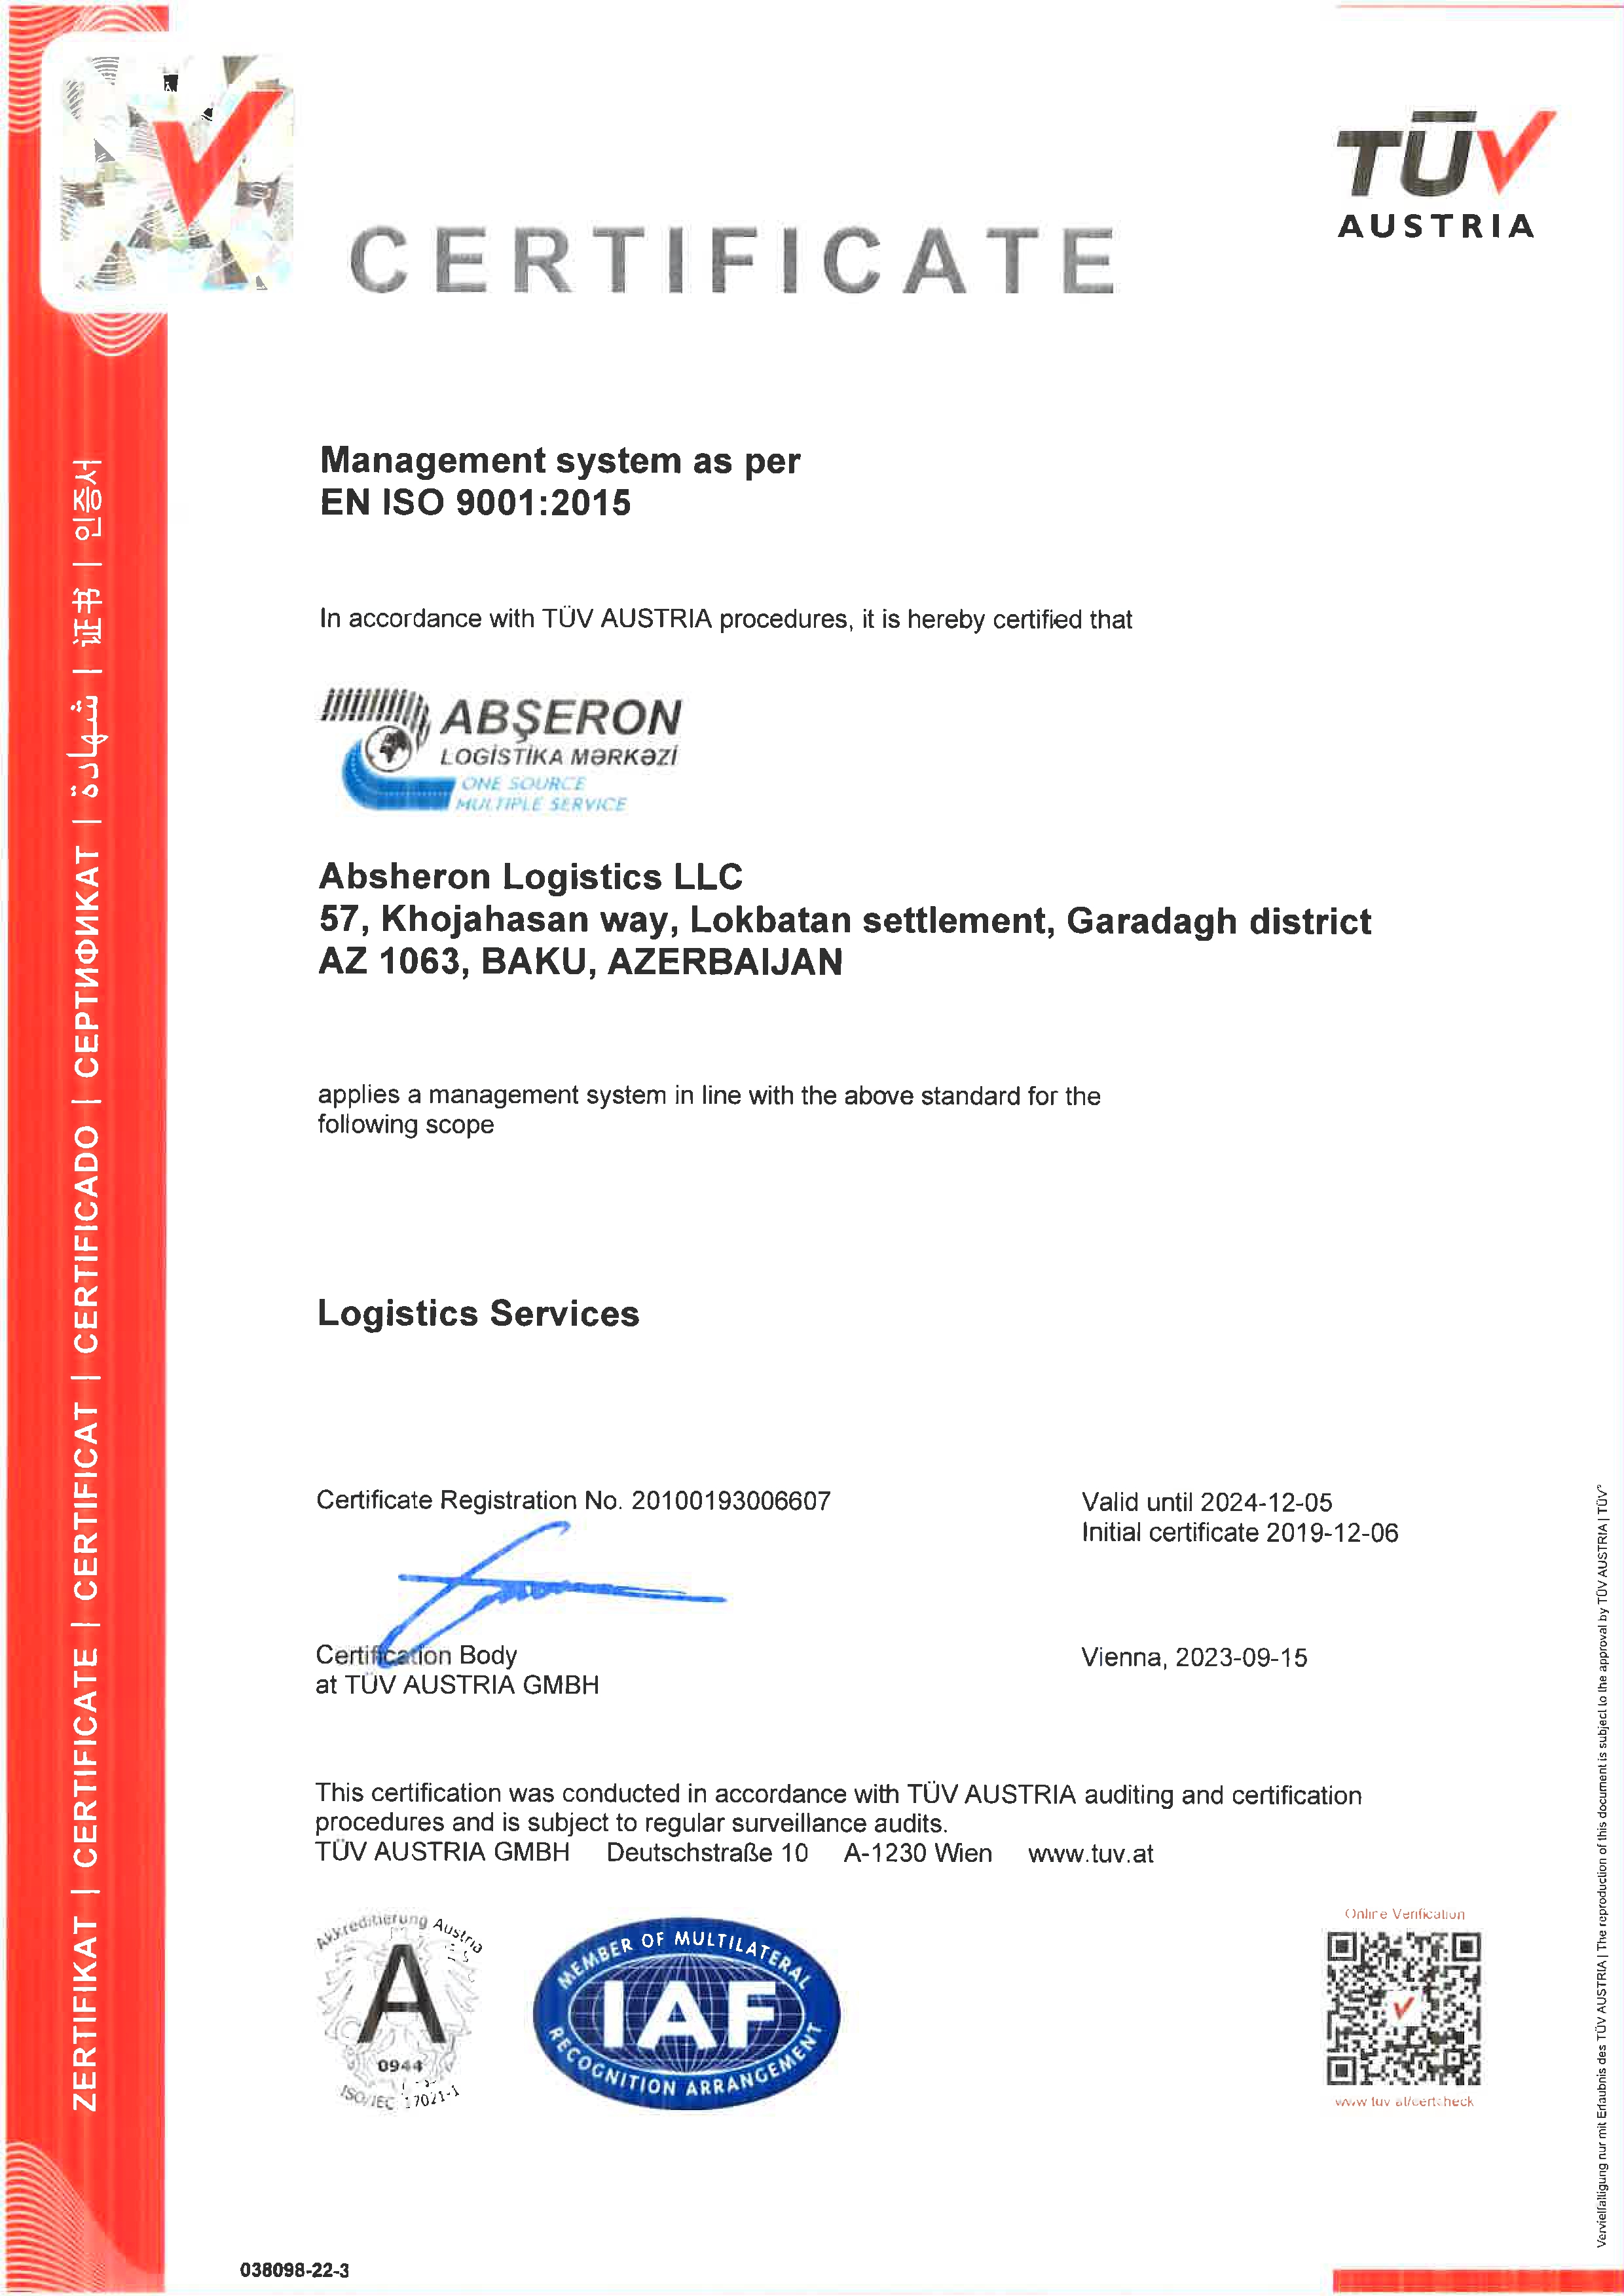 TÜV
AUSTRIA
CERTIFICATE
Management system as per
EN ISO 9001:2015
In accordance with TÜV AUSTRIA procedures, it is hereby certified that
ABŞERON
LOGİSTİKA MƏRKƏZİ
ONE SOURCE
MULTIPLE SERVICE
Absheron Logistics LLC
57, Khojahasan way, Lokbatan settlement, Garadagh district
AZ 1063, BAKU, AZERBAIJAN
applies a management system in line with the above standard for the
following scope
Logistics Services
Certificate Registration No. 20100193006607
Valid until 2024-12-05
Initial certificate 2019-12-06
Certification Body
at TÜV AUSTRIA GMBH
Vienna, 2023-09-15
This certification was conducted in accordance with TÜV AUSTRIA auditing and certification
procedures and is subject to regular surveillance audits.
TÜV AUSTRIA GMBH Deutschstraße 10 A-1230 Wien www.tuv.at
Akkreditierung Austria
A
0944
ISO/IEC 17021-1
MEMBER OF MULTILATERAL
IAF
RECOGNITION ARRANGEMENT
Online Verification
www.tuv.at/certcheck
038098-22-3
ZERTIFIKAT | CERTIFICATE | CERTIFICAT | CERTIFICADO | СЕРТИФИКАТ | شهادة | 证书 | 인증서
Vervielfältigung nur mit Erlaubnis des TÜV AUSTRIA | The reproduction of this document is subject to the approval by TÜV AUSTRIA | TÜV®